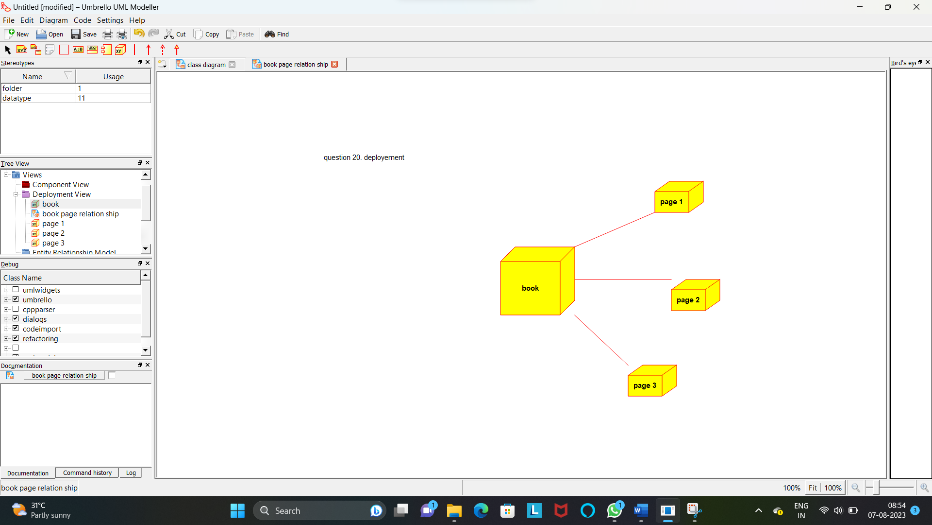 Untitled [modified] – Umbrello UML Modeller
File Edit Diagram Code Settings Help
New Open Save Cut Copy Paste Find
Stereotypes
Name Usage
folder 1
datatype 11
class diagram book page relation ship
Bird's eye
question 20. deployement
Tree View
Views
Component View
Deployment View
book
book page relation ship
page 1
page 2
page 3
Entity Relationship Model
page 1
book
page 2
page 3
Debug
Class Name
umlwidgets
umbrello
cppparser
dialogs
codeimport
refactoring
Documentation
book page relation ship
Documentation Command history Log
book page relation ship
100% Fit 100%
31°C
Partly sunny
Search
ENG
IN
08:54
07-08-2023